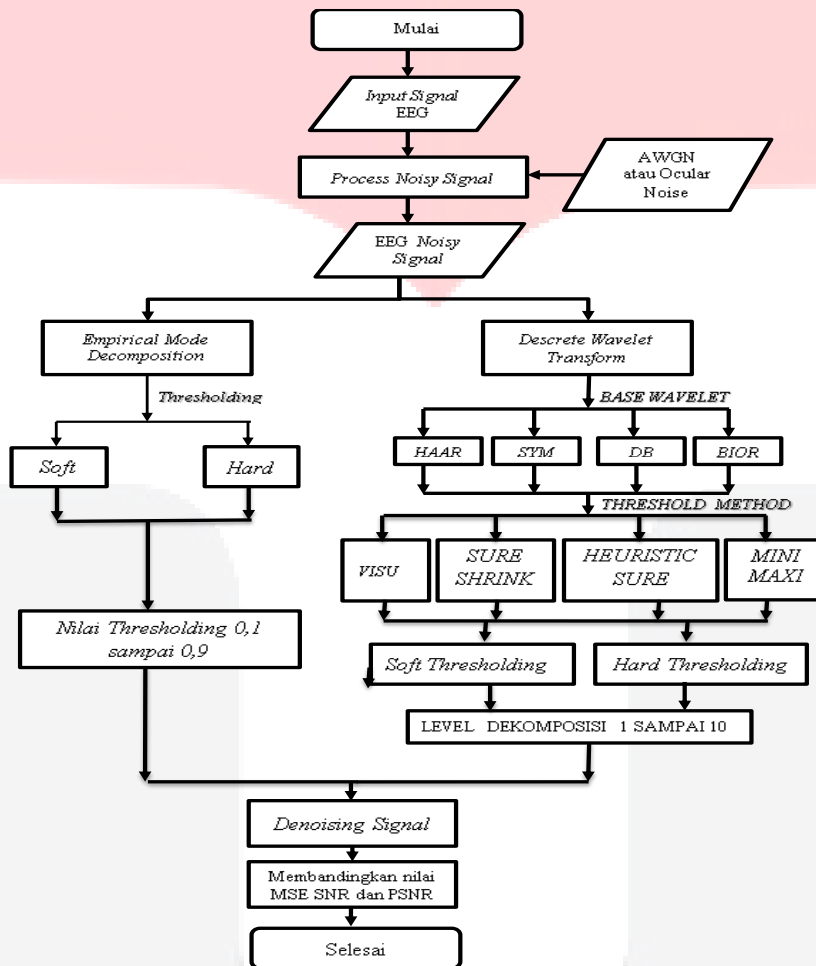 Mulai
Input Signal
EEG
Process Noisy Signal
AWGN
atau Ocular
Noise
EEG Noisy
Signal
Empirical Mode
Decomposition
Descrete Wavelet
Transform
Thresholding
BASE WAVELET
Soft
Hard
HAAR
SYM
DB
BIOR
THRESHOLD METHOD
VISU
SURE
SHRINK
HEURISTIC
SURE
MINI
MAXI
Nilai Thresholding 0,1
sampai 0,9
Soft Thresholding
Hard Thresholding
LEVEL DEKOMPOSISI 1 SAMPAI 10
Denoising Signal
Membandingkan nilai
MSE SNR dan PSNR
Selesai